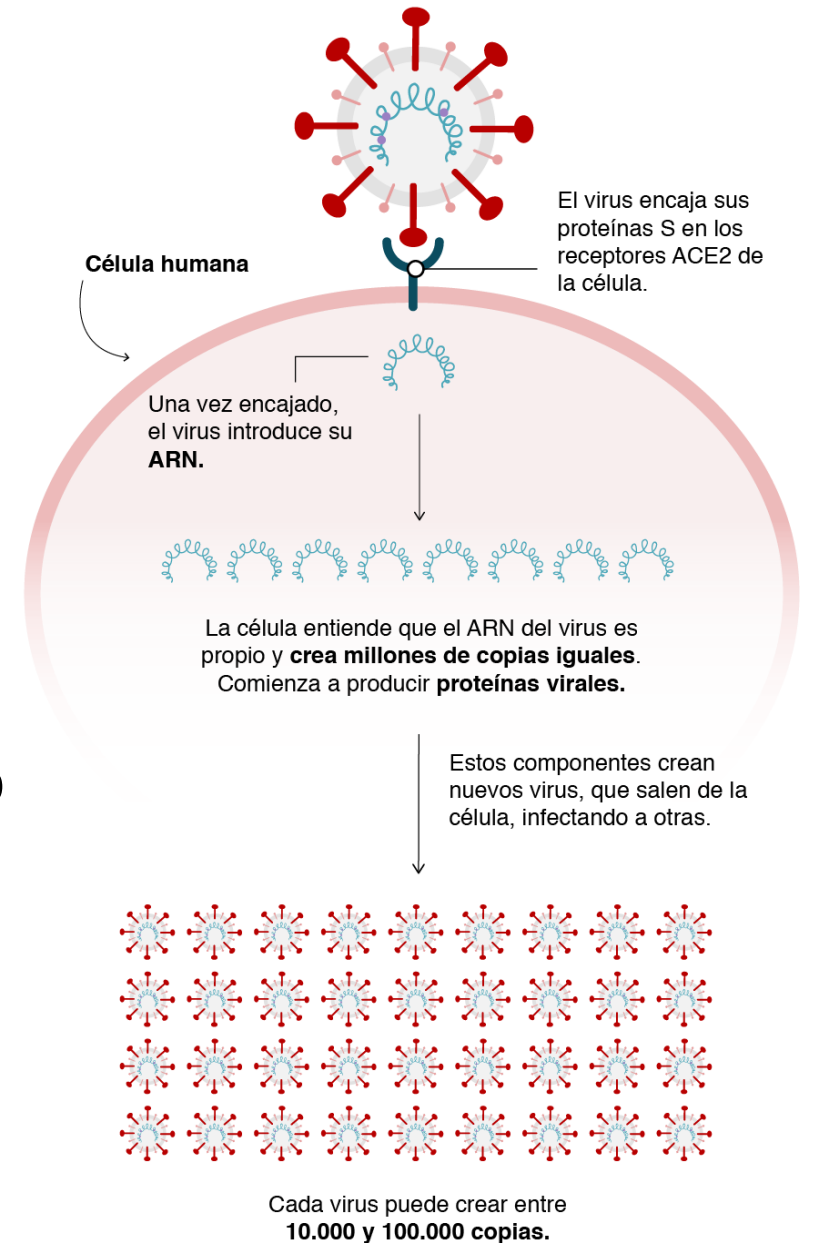 El virus encaja sus
proteínas S en los
receptores ACE2 de
la célula.
Célula humana
Una vez encajado,
el virus introduce su
ARN.
La célula entiende que el ARN del virus es
propio y crea millones de copias iguales.
Comienza a producir proteínas virales.
Estos componentes crean
nuevos virus, que salen de la
célula, infectando a otras.
)
Cada virus puede crear entre
10.000 y 100.000 copias.